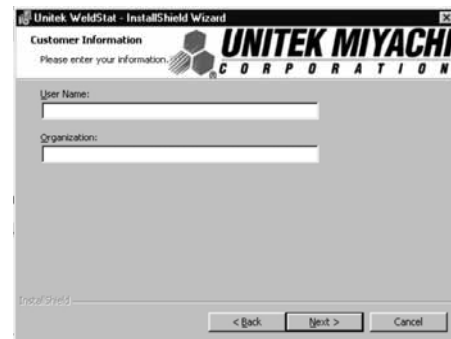 Unitek WeldStat - InstallShield Wizard
Customer Information
Please enter your information.
UNITEK MIYACHI
CORPORATION
®
User Name:
Organization:
InstallShield
< Back
Next >
Cancel